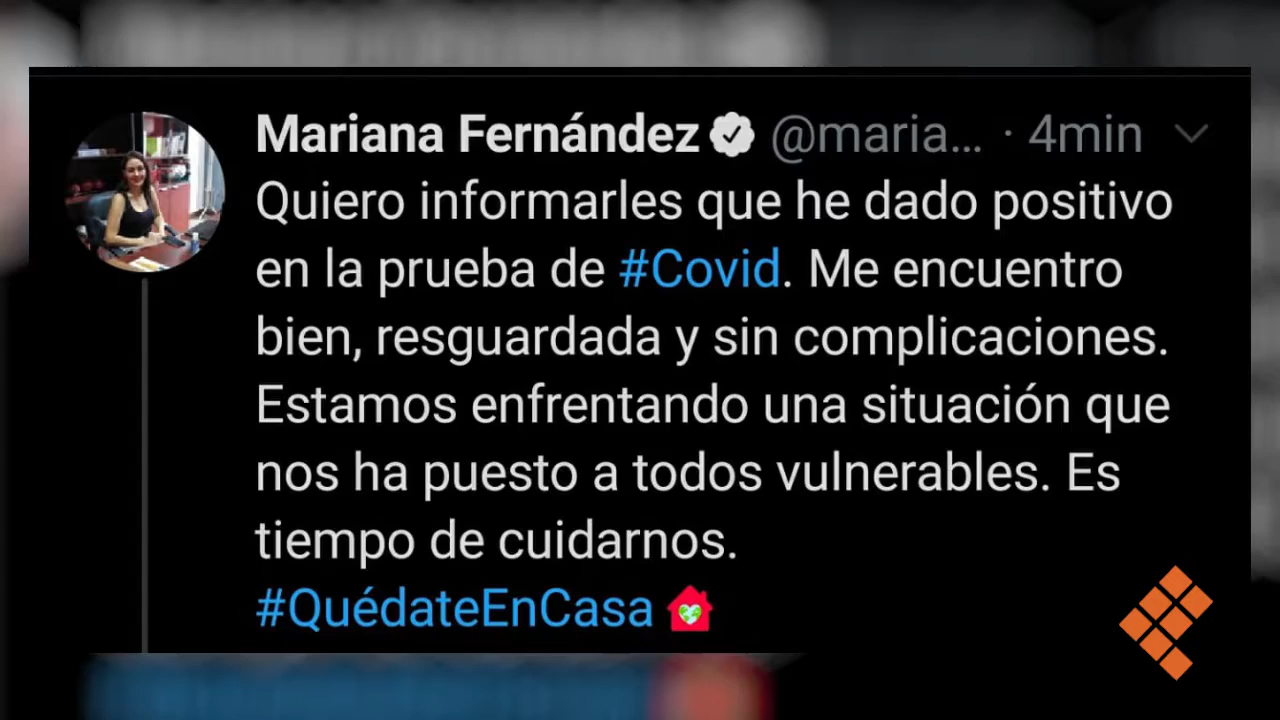 Mariana Fernández @maria... · 4min
Quiero informarles que he dado positivo
en la prueba de #Covid. Me encuentro
bien, resguardada y sin complicaciones.
Estamos enfrentando una situación que
nos ha puesto a todos vulnerables. Es
tiempo de cuidarnos.
#QuédateEnCasa